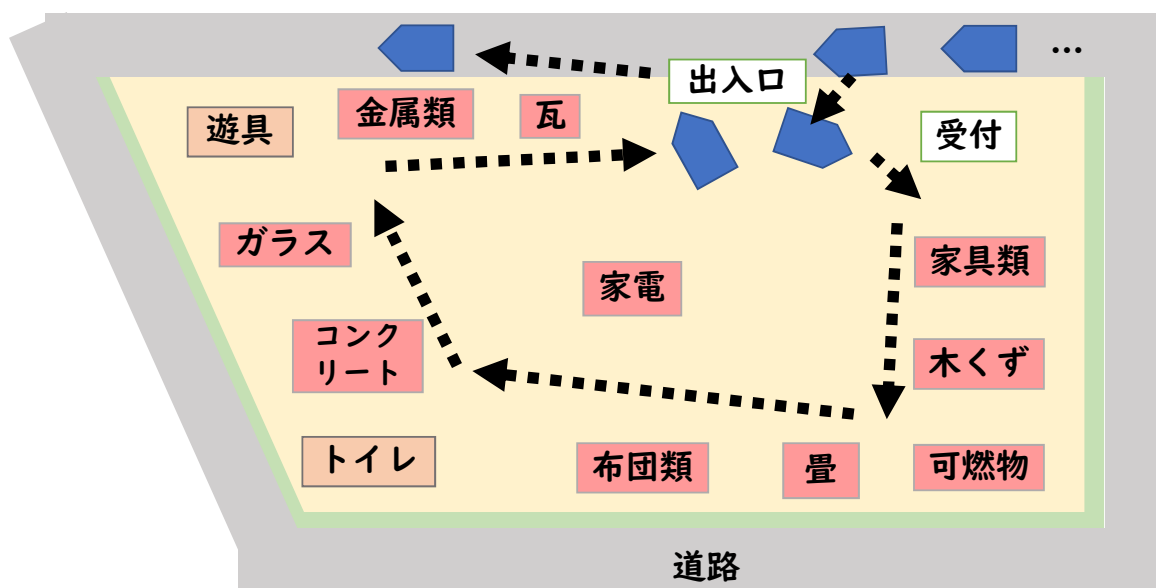 …
出入口
遊具
金属類
瓦
受付
ガラス
家電
家具類
コンク
リート
木くず
トイレ
布団類
畳
可燃物
道路